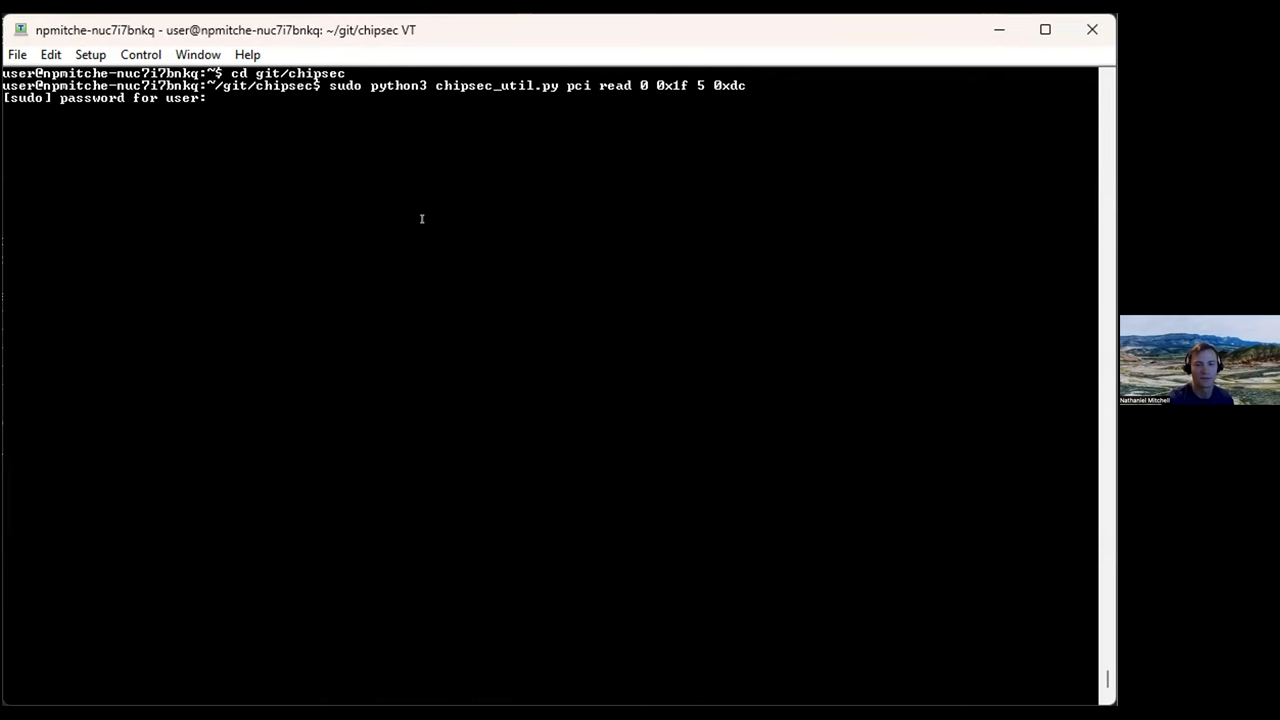 npmitche-nuc7i7bnkq - user@npmitche-nuc7i7bnkq: ~/git/chipsec VT
File Edit Setup Control Window Help
user@npmitche-nuc7i7bnkq:~$ cd git/chipsec
user@npmitche-nuc7i7bnkq:~/git/chipsec$ sudo python3 chipsec_util.py pci read 0 0x1f 5 0xdc
[sudo] password for user:
Nathaniel Mitchell